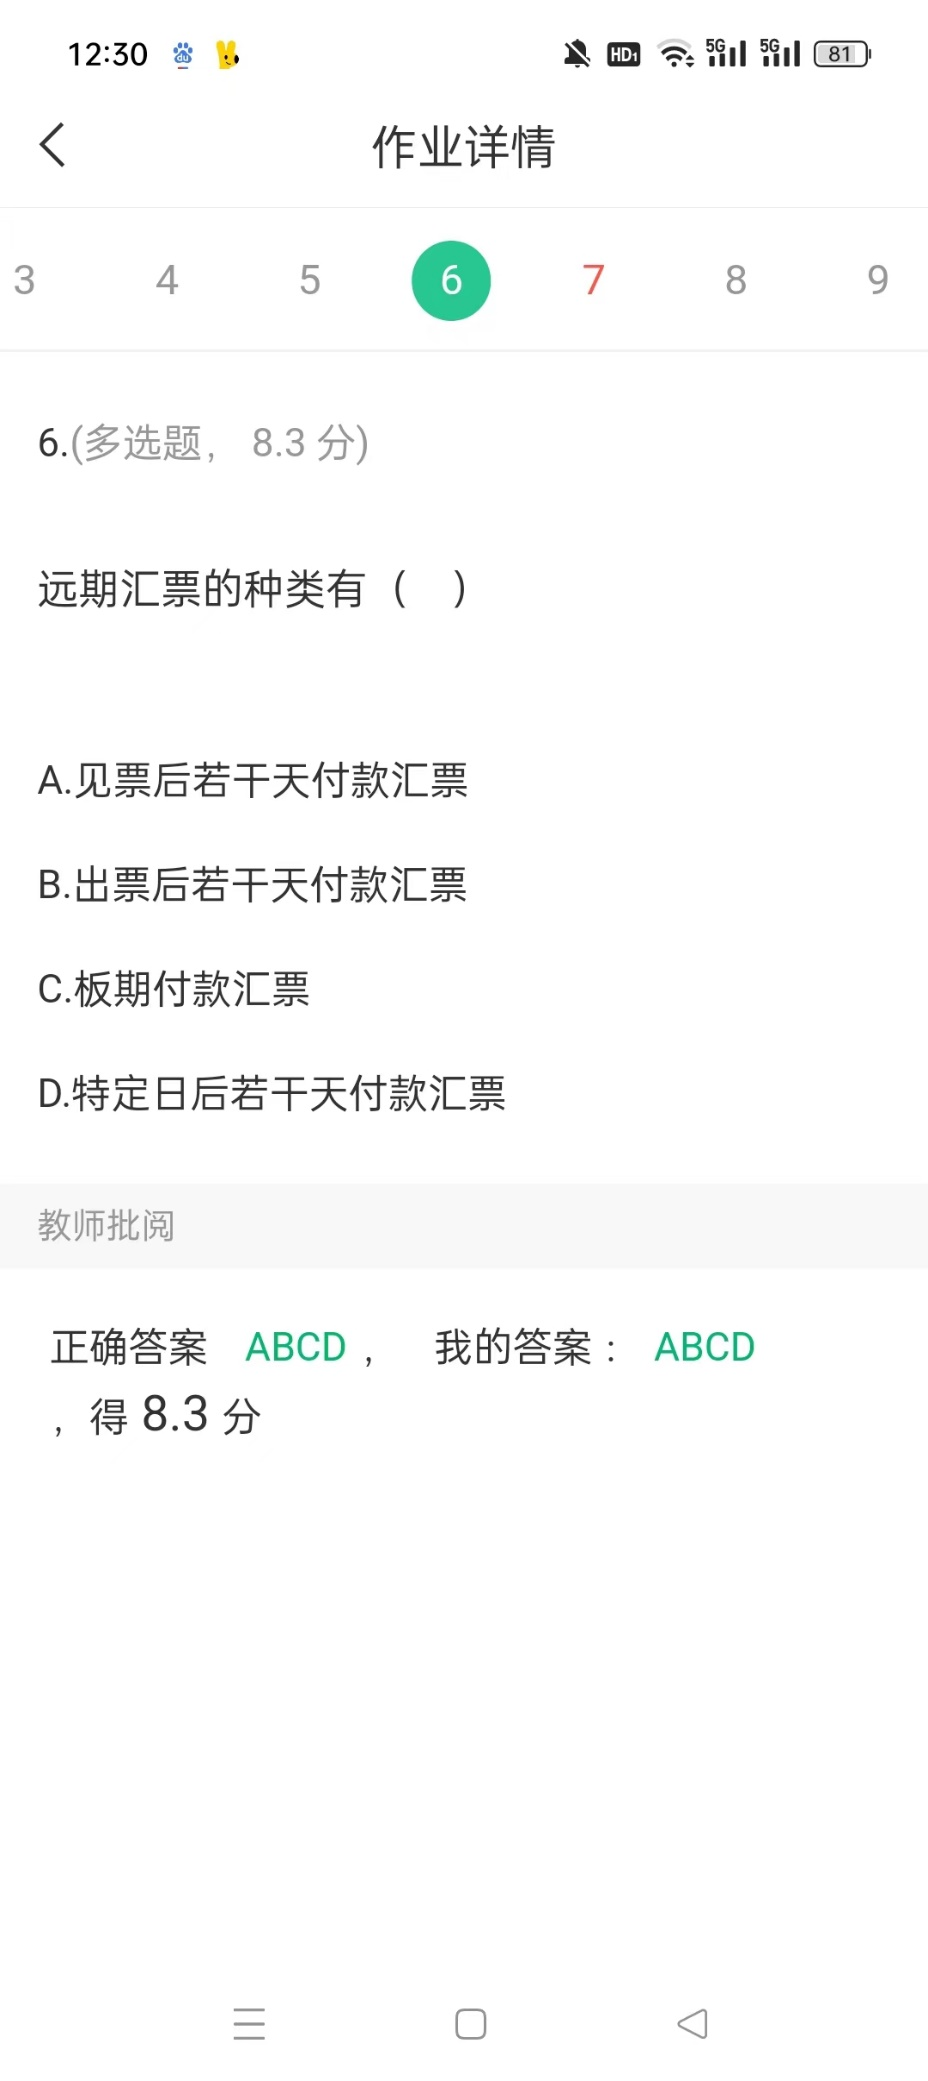 12:30 HD1 5G 5G 81
作业详情
3 4 5 6 7 8 9
6.(多选题， 8.3 分)
远期汇票的种类有（ ）
A.见票后若干天付款汇票
B.出票后若干天付款汇票
C.板期付款汇票
D.特定日后若干天付款汇票
教师批阅
正确答案 ABCD ， 我的答案： ABCD
，得 8.3 分